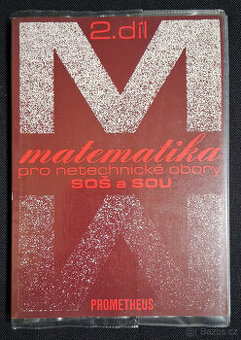 2. díl
M
matematika
pro netechnické obory
SOŠ a SOU
M
PROMETHEUS